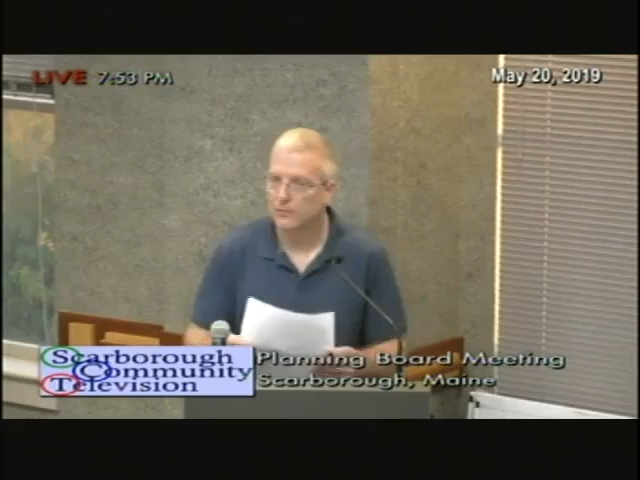 LIVE 7:53 PM
May 20, 2019
Scarborough
Community
Television
Planning Board Meeting
Scarborough, Maine